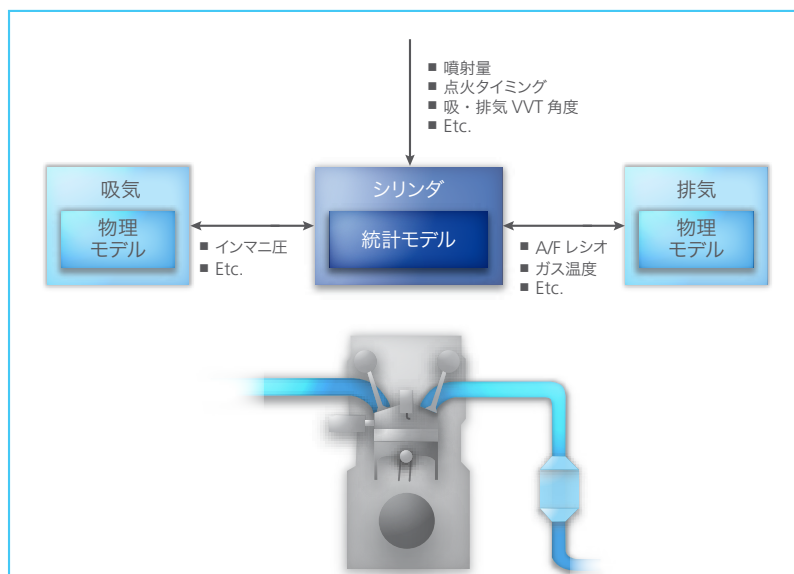 ■ 噴射量
■ 点火タイミング
■ 吸・排気 VVT 角度
■ Etc.
吸気
物理
モデル
■ インマニ圧
■ Etc.
シリンダ
統計モデル
■ A/F レシオ
■ ガス温度
■ Etc.
排気
物理
モデル